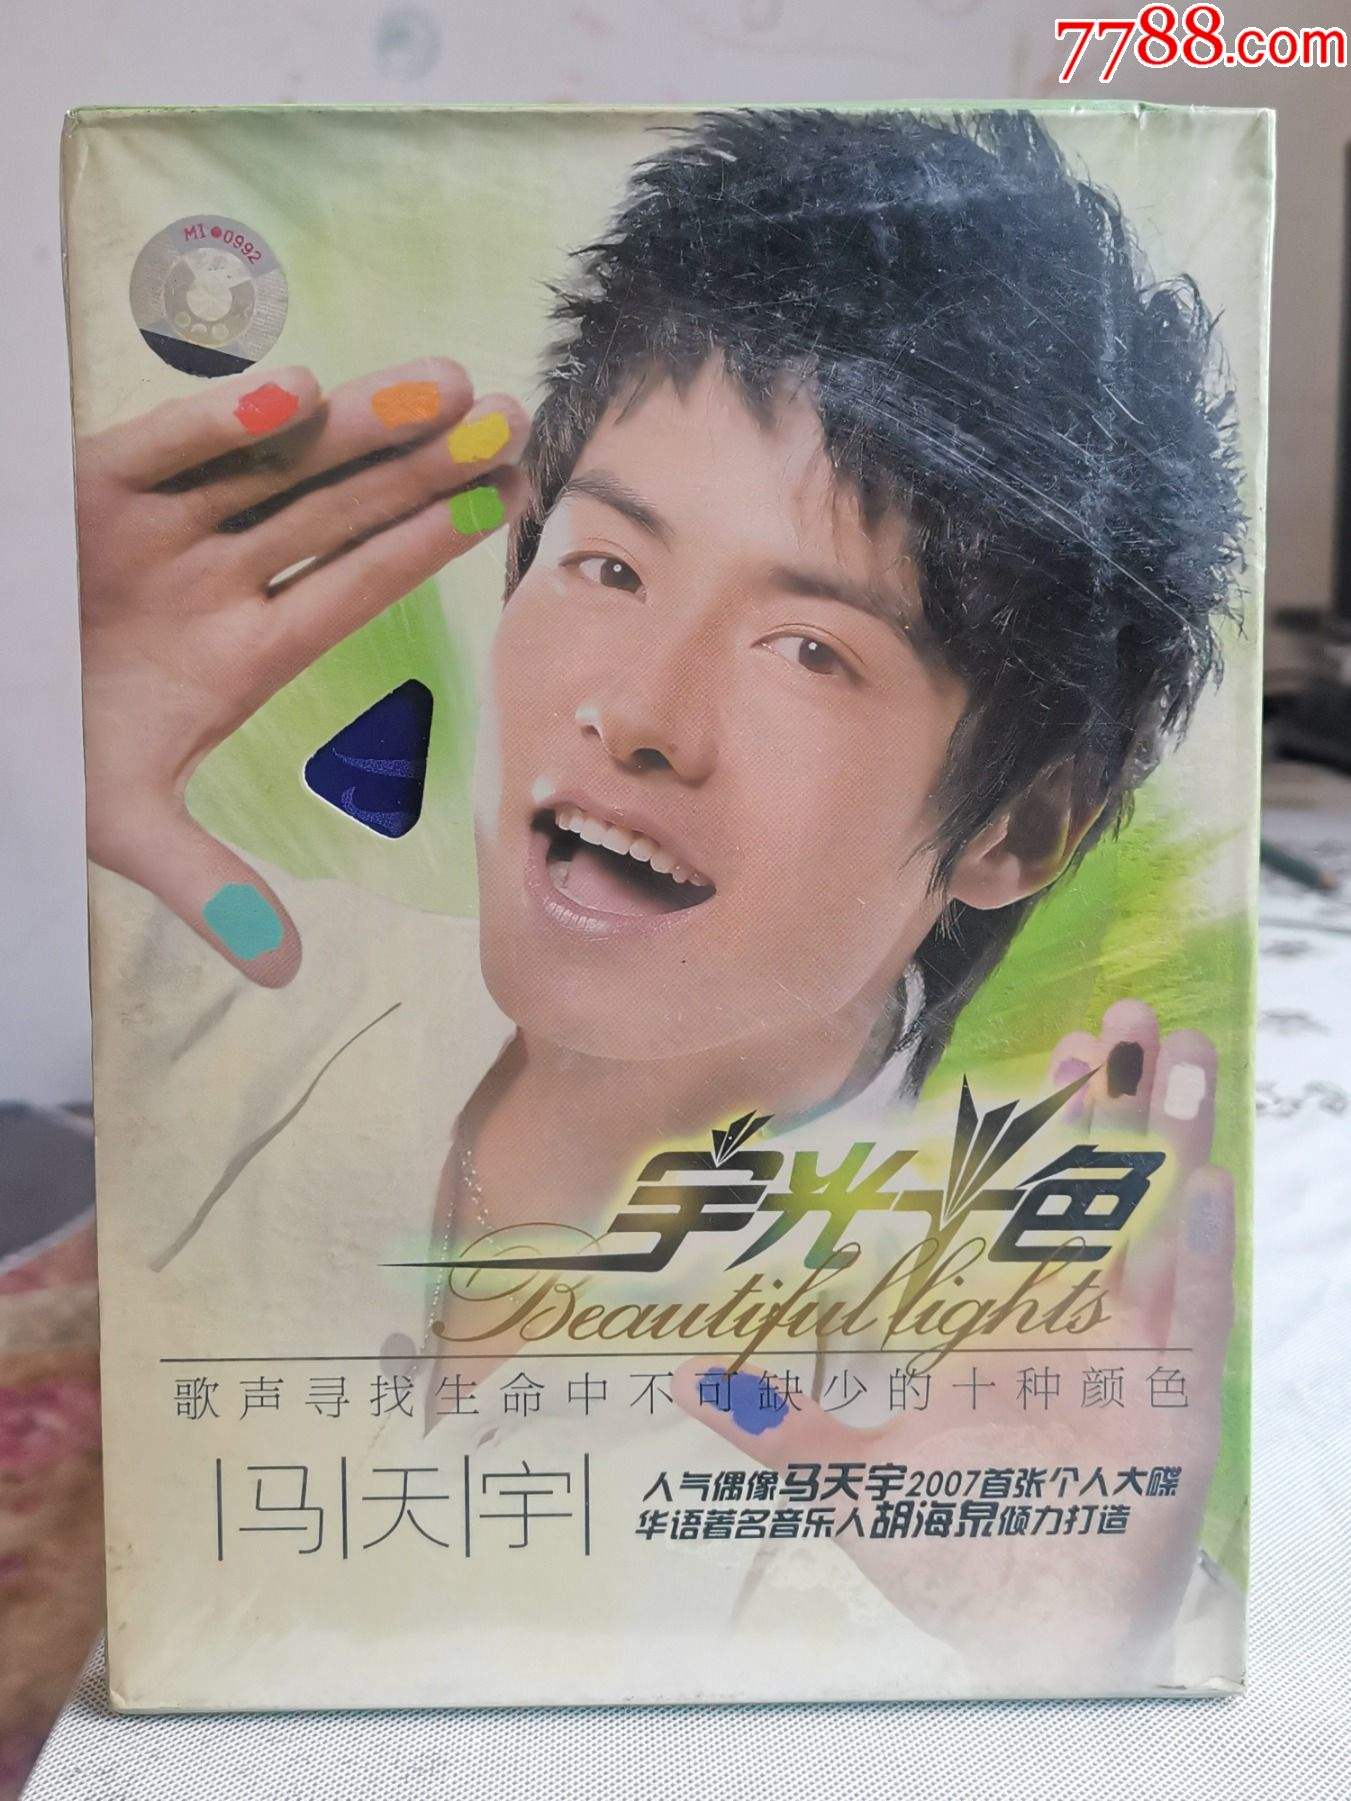 7788.com
MI●0992
宇光十色
Beautiful lights
歌声寻找生命中不可缺少的十种颜色
马天宇
人气偶像马天宇2007首张个人大碟
华语著名音乐人胡海泉倾力打造